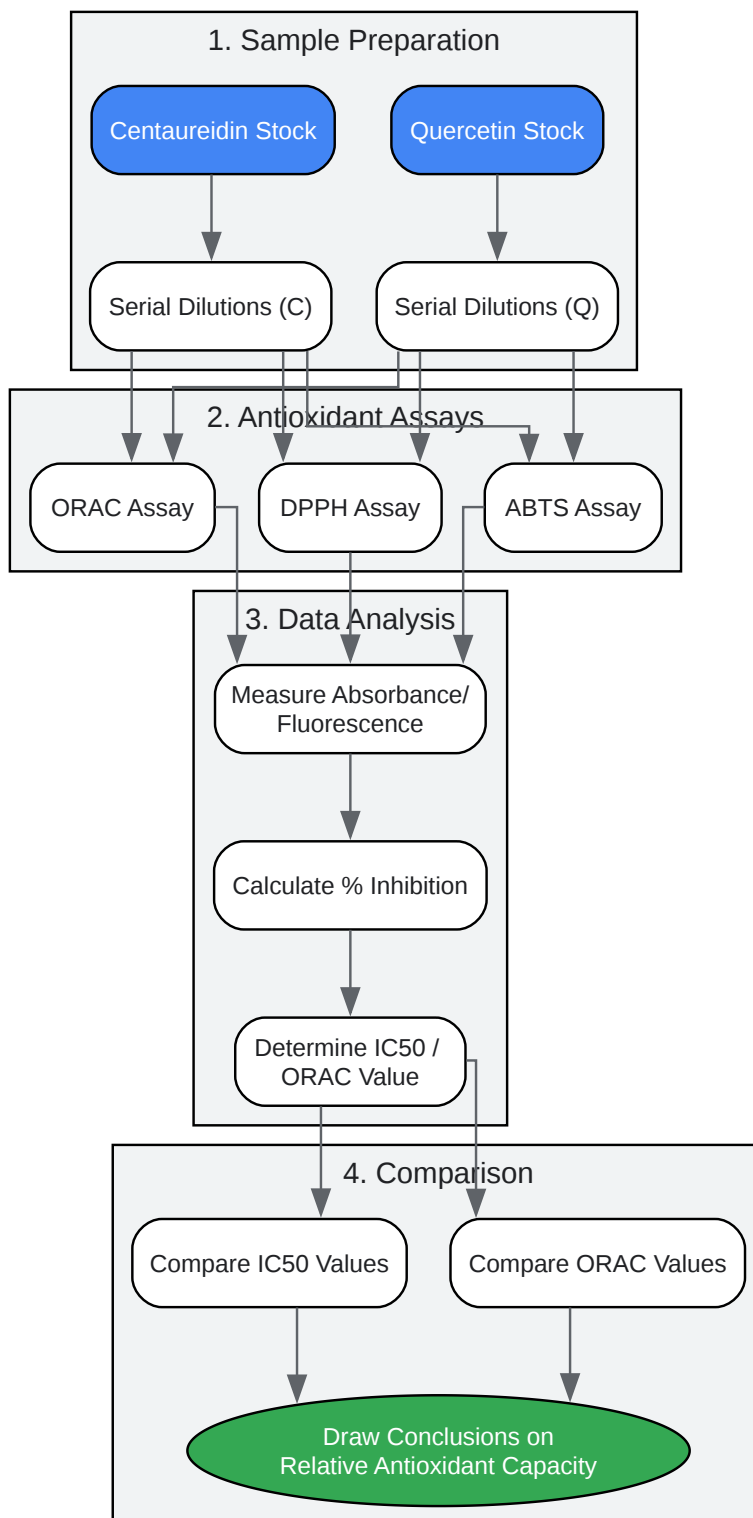 1. Sample Preparation
Centaureidin Stock
Quercetin Stock
Serial Dilutions (C)
Serial Dilutions (Q)
2. Antioxidant Assays
ORAC Assay
DPPH Assay
ABTS Assay
3. Data Analysis
Measure Absorbance/
Fluorescence
Calculate % Inhibition
Determine IC50 /
ORAC Value
4. Comparison
Compare IC50 Values
Compare ORAC Values
Draw Conclusions on
Relative Antioxidant Capacity